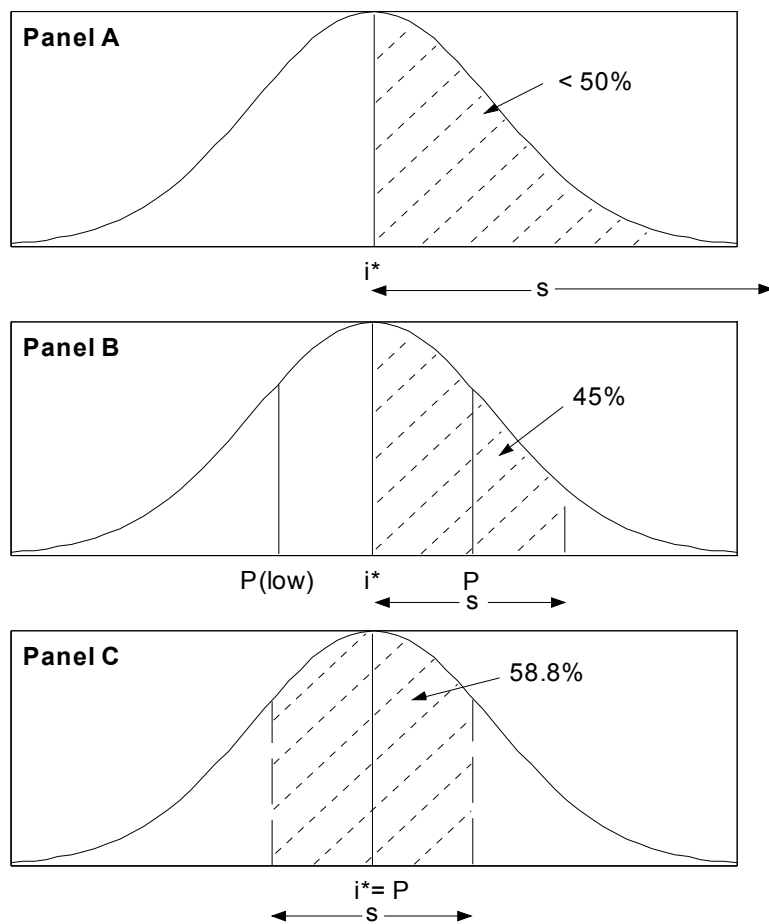 Panel A
< 50%
i*
s
Panel B
45%
P(low) i* P
s
Panel C
58.8%
i*= P
s